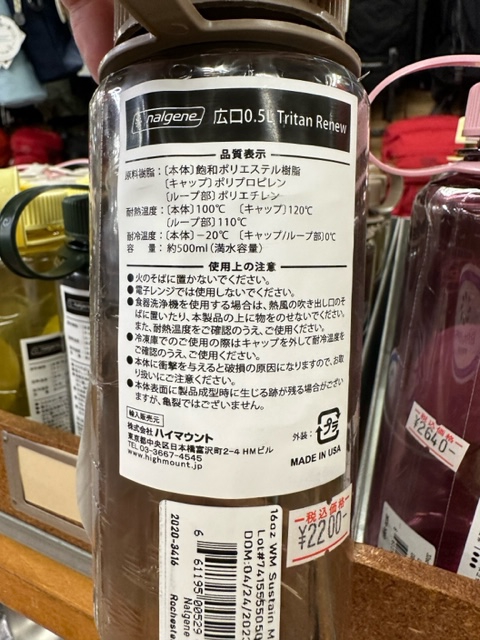 nalgene 広口0.5L Tritan Renew
品質表示
原料樹脂：〔本体〕飽和ポリエステル樹脂
〔キャップ〕ポリプロピレン
〔ループ部〕ポリエチレン
耐熱温度：〔本体〕100℃ 〔キャップ〕120℃
〔ループ部〕110℃
耐冷温度：〔本体〕−20℃ 〔キャップ/ループ部〕0℃
容　量：約500ml（満水容量）
使用上の注意
●火のそばに置かないでください。
●電子レンジでは使用しないでください。
●食器洗浄機を使用する場合は、熱風の吹き出し口のそ
ばに置いたり、本製品の上に物をのせないでください。
また、耐熱温度をご確認のうえ、ご使用ください。
●冷凍庫でのご使用の際はキャップを外して耐冷温度を
ご確認のうえ、ご使用ください。
●本体に衝撃を与えると破損の原因になりますので、お取
り扱いにご注意ください。
●本体表面に製品成型時に生じる跡が残る場合がござい
ますが、亀裂ではございません。
輸入販売元
株式会社 ハイマウント
東京都中央区日本橋富沢町2-4 HMビル
TEL 03-3667-4545
www.highmount.jp
外装： プラ
MADE IN USA
税込価格
¥2200-
税込価格
¥2640-
16oz WM Sustain
DOM:04/24/202
2020-3416
6 61195 00529
Rocheste